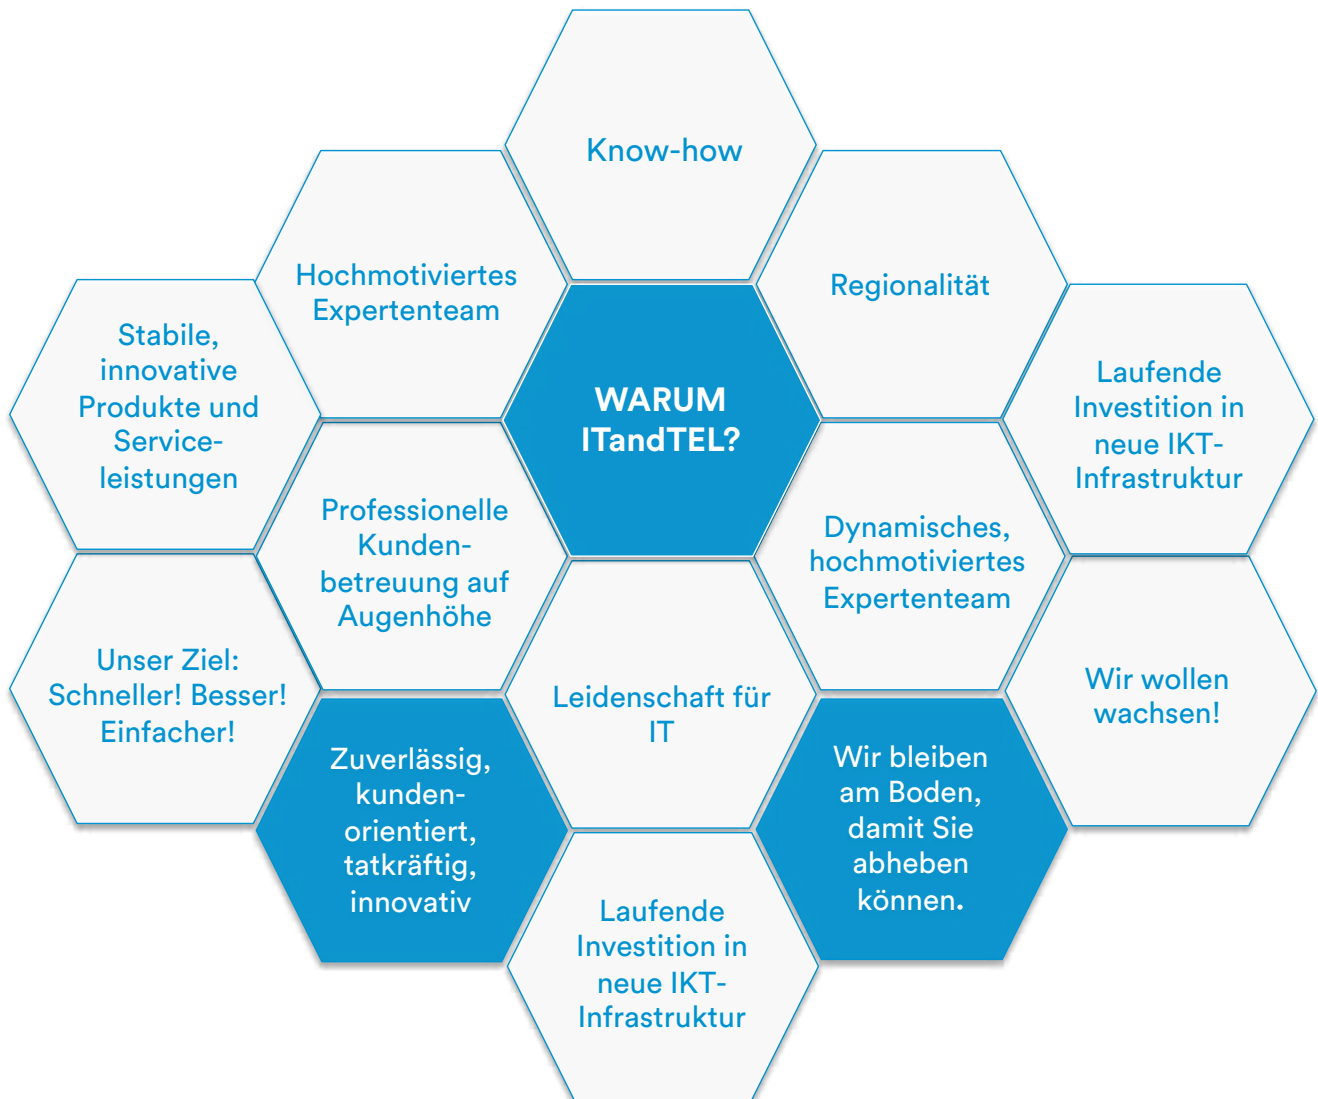 Know-how
Hochmotiviertes
Expertenteam
Regionalität
Stabile,
innovative
Produkte und
Service-
leistungen
WARUM
ITandTEL?
Laufende
Investition in
neue IKT-
Infrastruktur
Professionelle
Kunden-
betreuung auf
Augenhöhe
Dynamisches,
hochmotiviertes
Expertenteam
Unser Ziel:
Schneller! Besser!
Einfacher!
Leidenschaft für
IT
Wir wollen
wachsen!
Zuverlässig,
kunden-
orientiert,
tatkräftig,
innovativ
Wir bleiben
am Boden,
damit Sie
abheben
können.
Laufende
Investition in
neue IKT-
Infrastruktur